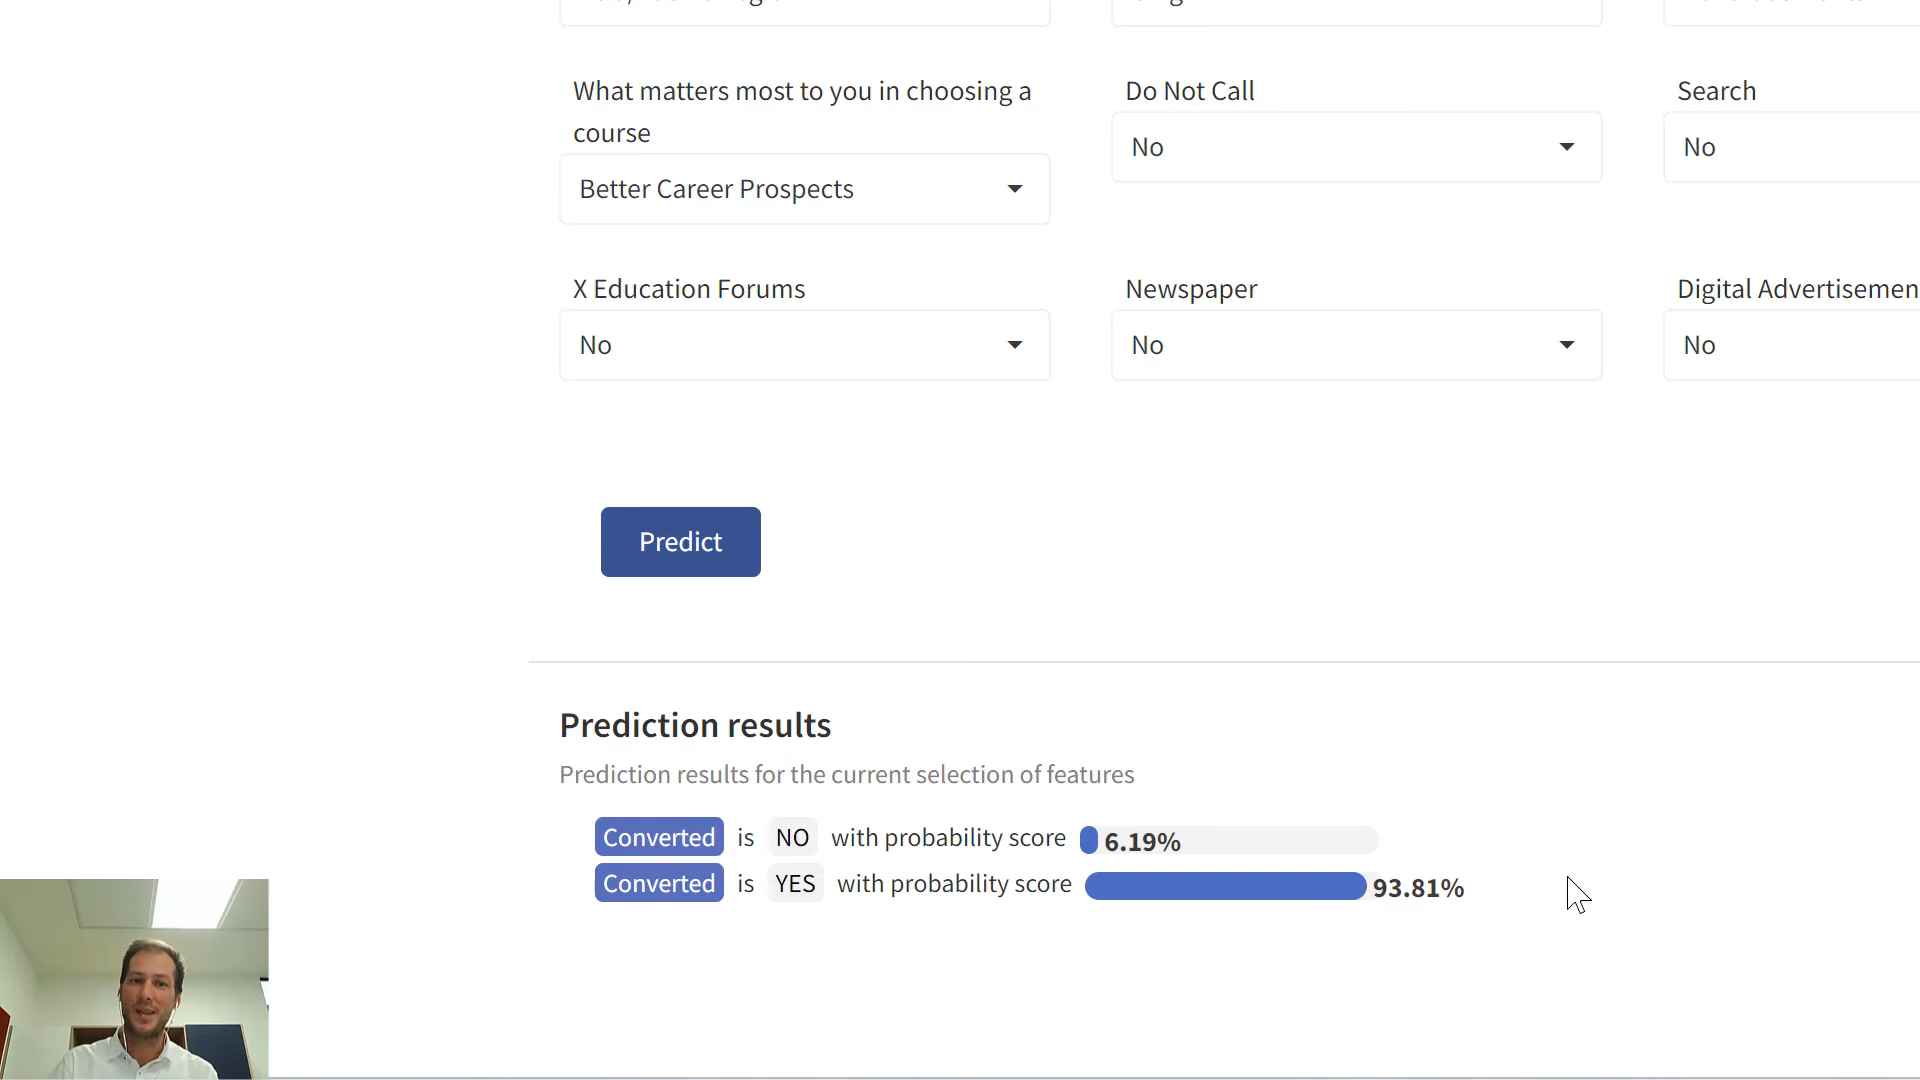 What matters most to you in choosing a
course
Do Not Call
Search
Better Career Prospects
No
No
X Education Forums
Newspaper
Digital Advertisemen
No
No
No
Predict
Prediction results
Prediction results for the current selection of features
Converted is NO with probability score 6.19%
Converted is YES with probability score 93.81%